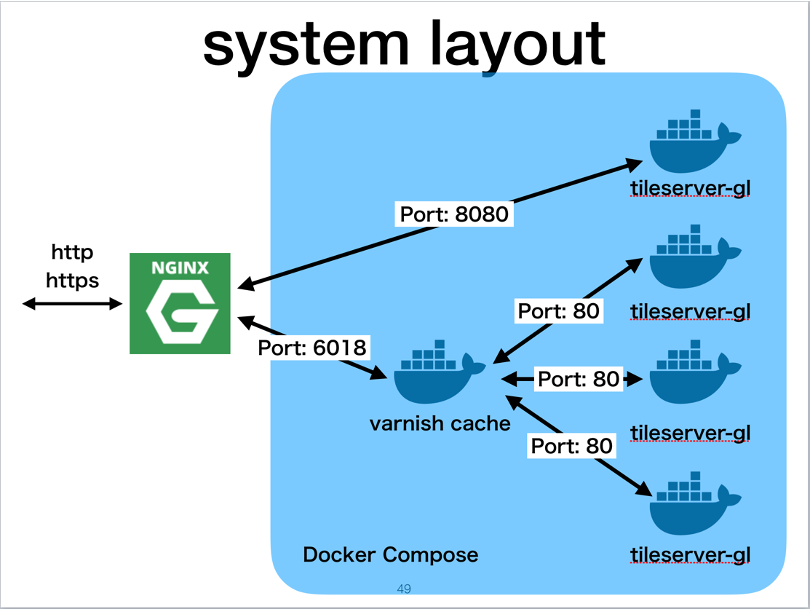 system layout
tileserver-gl
Port: 8080
http
https
NGINX
G
tileserver-gl
Port: 80
Port: 6018
Port: 80
varnish cache
tileserver-gl
Port: 80
Docker Compose
tileserver-gl
49